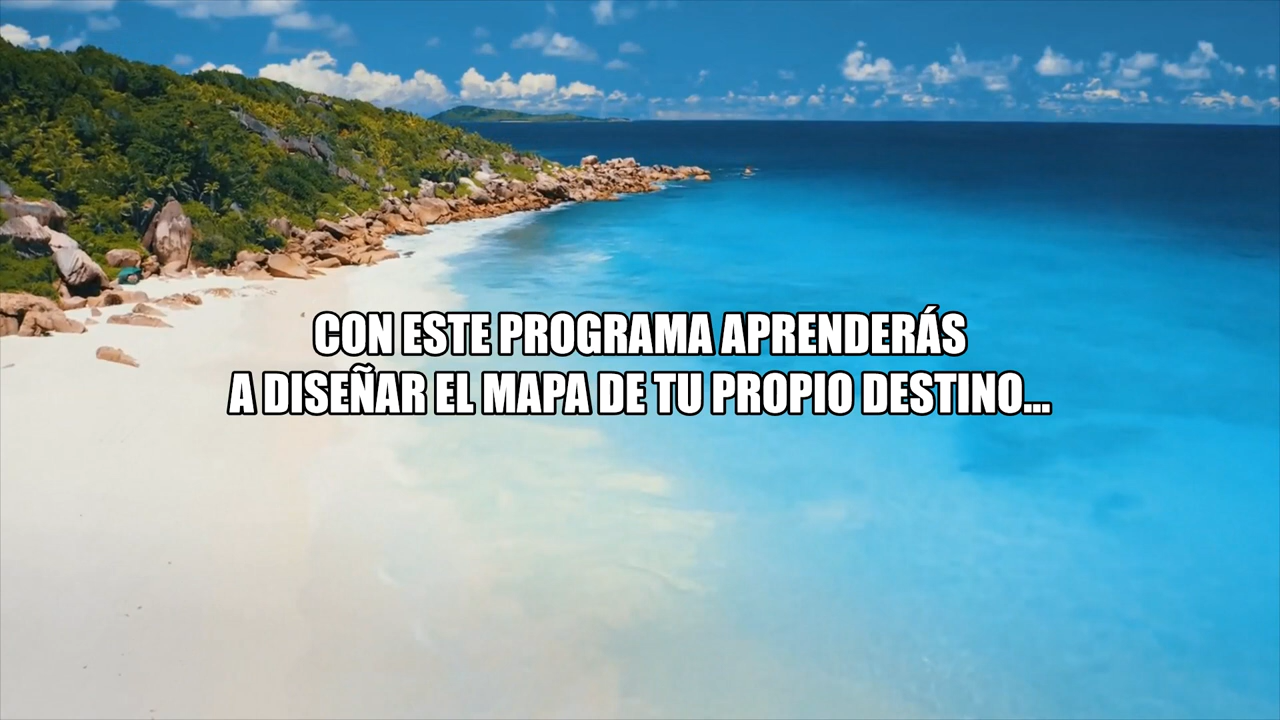 CON ESTE PROGRAMA APRENDERÁS
A DISEÑAR EL MAPA DE TU PROPIO DESTINO...